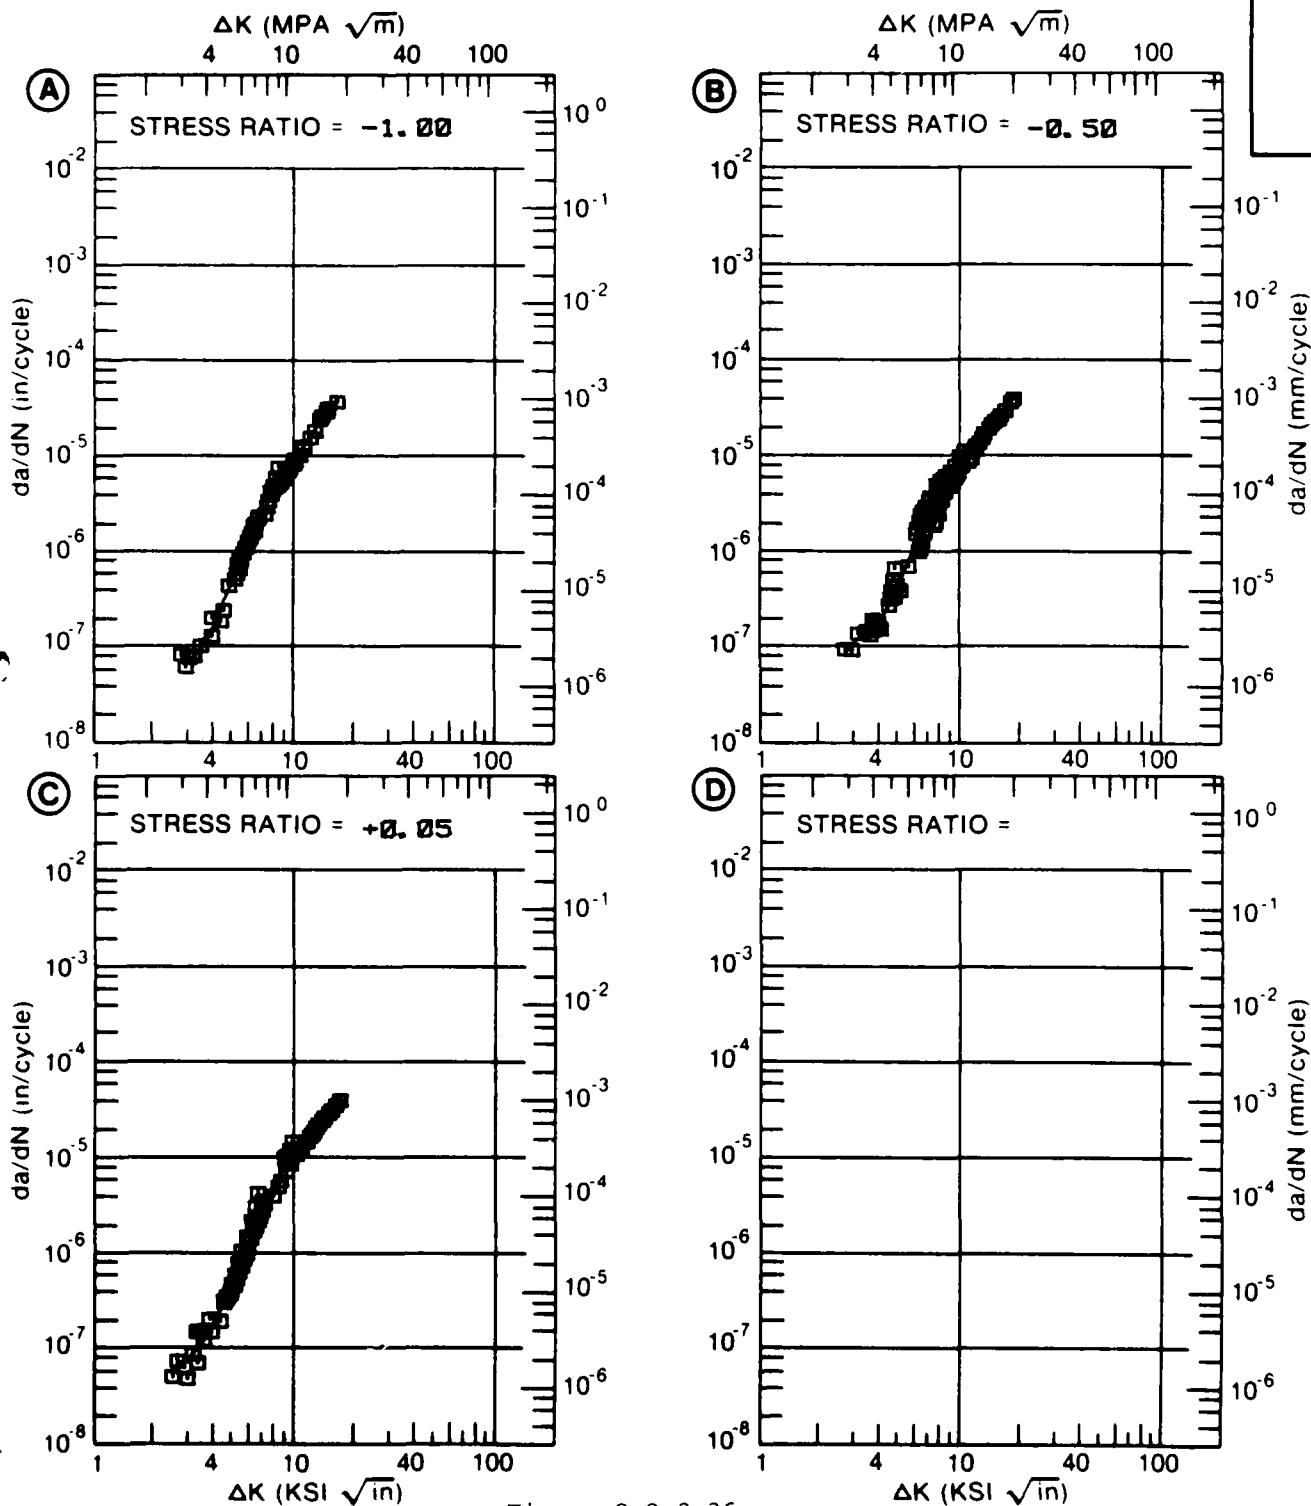 ΔK (MPA √m) ΔK (MPA √m)
4 10 40 100 4 10 40 100
A B
STRESS RATIO = -1.00 STRESS RATIO = -0.50
10^0
10^-2 10^-2
10^-1 10^-1
10^-3 10^-3
10^-2 10^-2
10^-4 10^-4
10^-3 10^-3
10^-5 10^-5
10^-4 10^-4
10^-6 10^-6
10^-5 10^-5
10^-7 10^-7
10^-6 10^-6
10^-8 10^-8
da/dN (in/cycle) da/dN (mm/cycle)
1 4 10 40 100 1 4 10 40 100
C D
STRESS RATIO = +0.05 STRESS RATIO =
10^0 10^0
10^-2 10^-2
10^-1 10^-1
10^-3 10^-3
10^-2 10^-2
10^-4 10^-4
10^-3 10^-3
10^-5 10^-5
10^-4 10^-4
10^-6 10^-6
10^-5 10^-5
10^-7 10^-7
10^-6 10^-6
10^-8 10^-8
da/dN (in/cycle) da/dN (mm/cycle)
1 4 10 40 100 1 4 10 40 100
ΔK (KSI √in) ΔK (KSI √in)